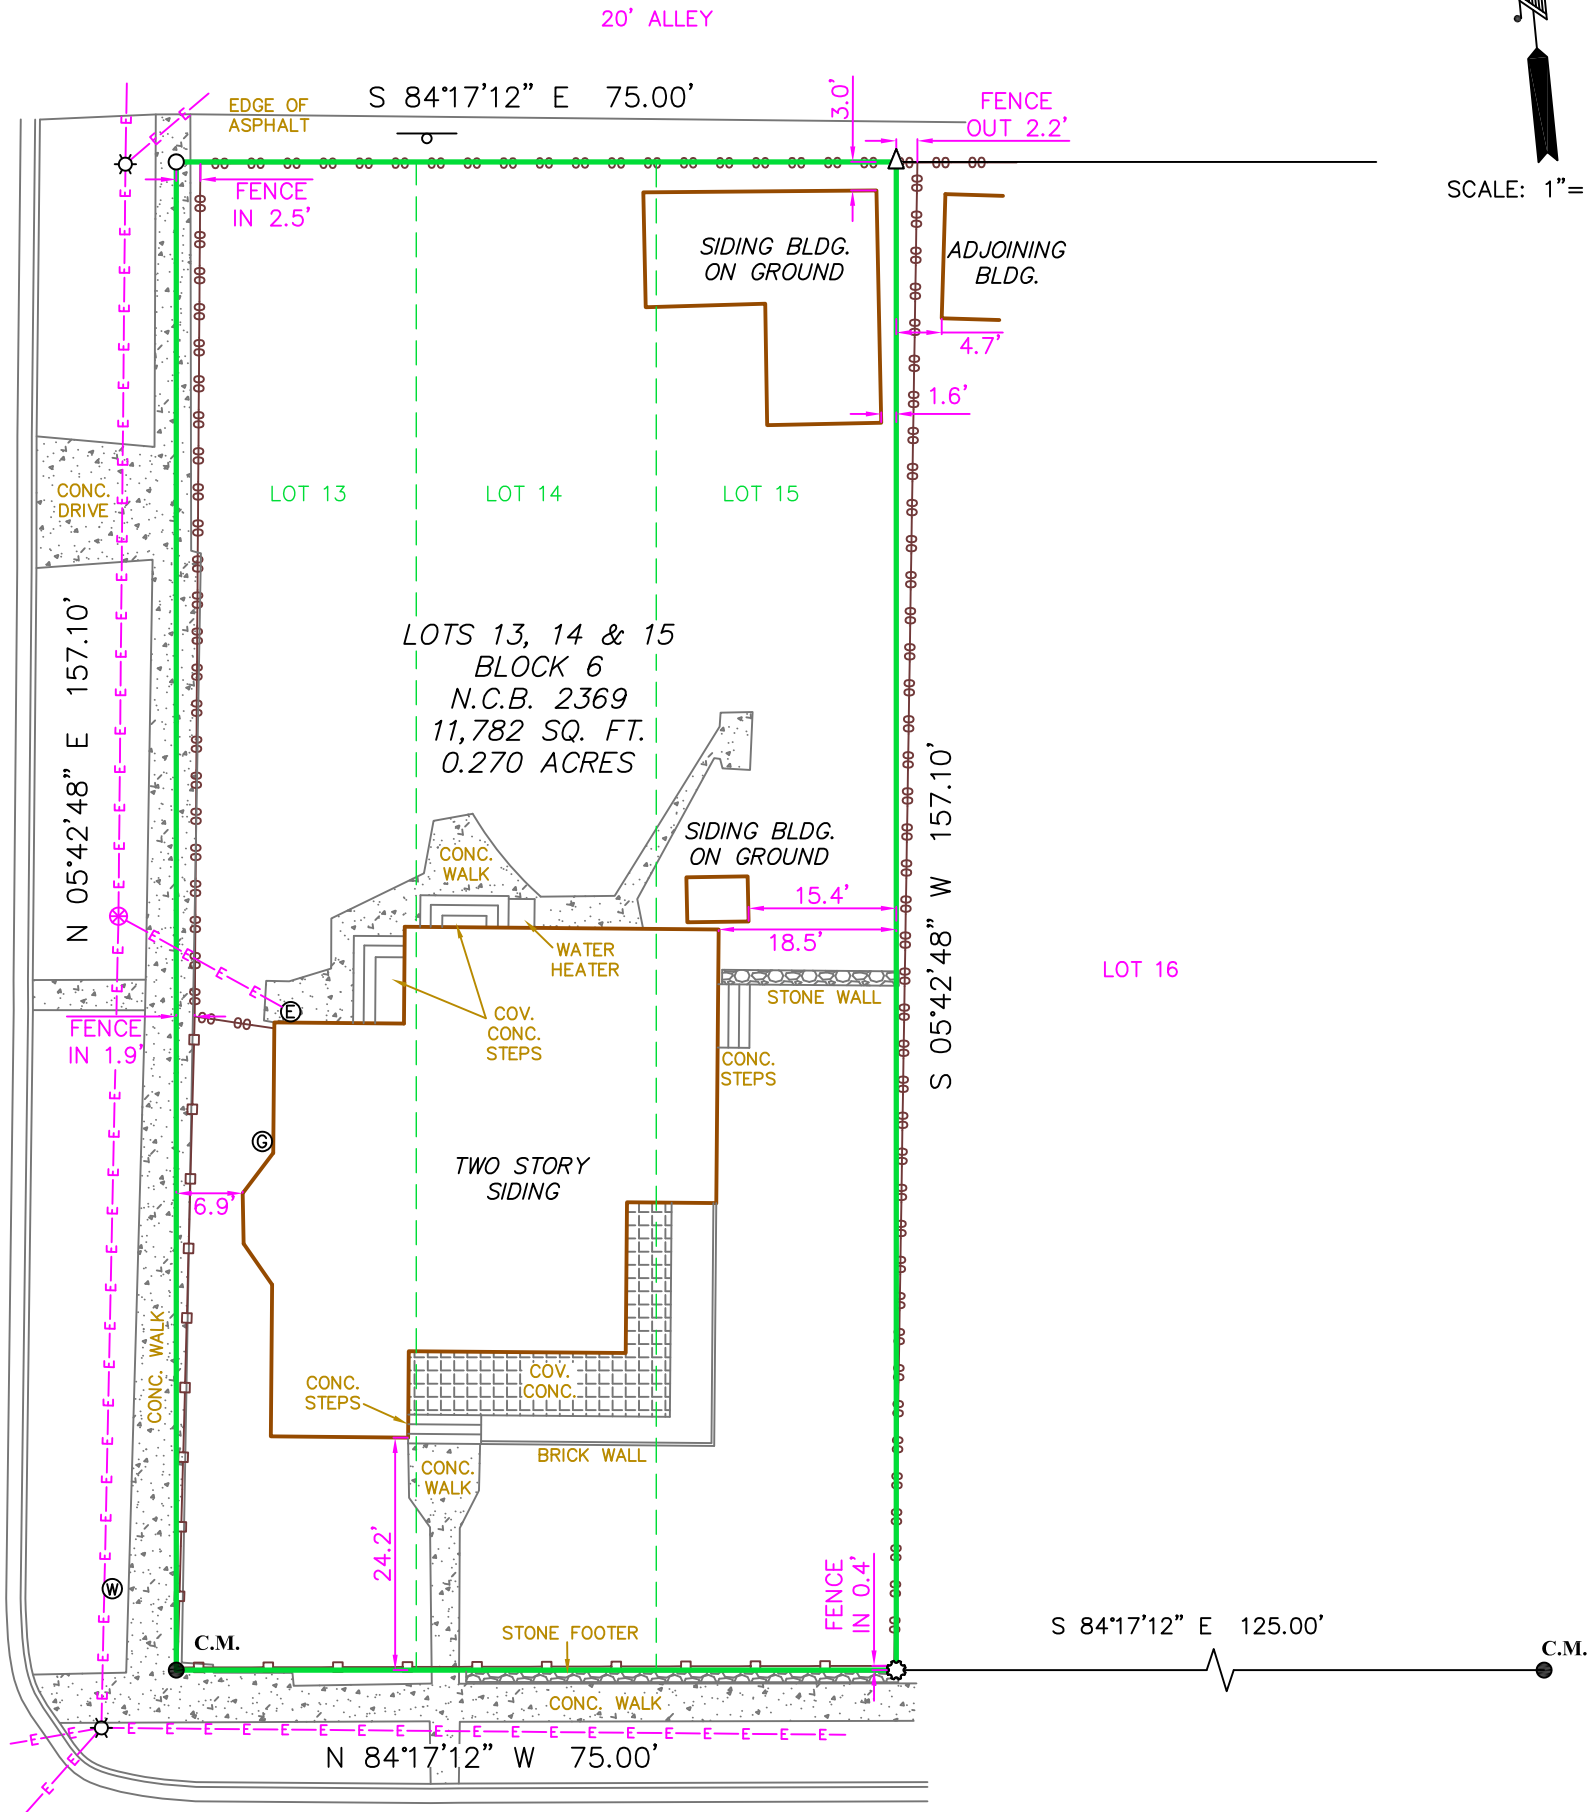 20' ALLEY
S 84°17'12" E 75.00'
EDGE OF
ASPHALT
3.0'
FENCE
OUT 2.2'
SCALE: 1"=
FENCE
IN 2.5'
SIDING BLDG.
ON GROUND
ADJOINING
BLDG.
4.7'
1.6'
CONC.
DRIVE
LOT 13
LOT 14
LOT 15
N 05°42'48" E 157.10'
LOTS 13, 14 & 15
BLOCK 6
N.C.B. 2369
11,782 SQ. FT.
0.270 ACRES
S 05°42'48" W 157.10'
SIDING BLDG.
ON GROUND
CONC.
WALK
15.4'
18.5'
WATER
HEATER
LOT 16
STONE WALL
E
COV.
CONC.
STEPS
FENCE
IN 1.9'
CONC.
STEPS
G
TWO STORY
SIDING
6.9'
CONC. WALK
CONC.
STEPS
COV.
CONC.
BRICK WALL
CONC.
WALK
24.2'
FENCE
IN 0.4'
W
C.M.
STONE FOOTER
S 84°17'12" E 125.00'
C.M.
CONC. WALK
N 84°17'12" W 75.00'